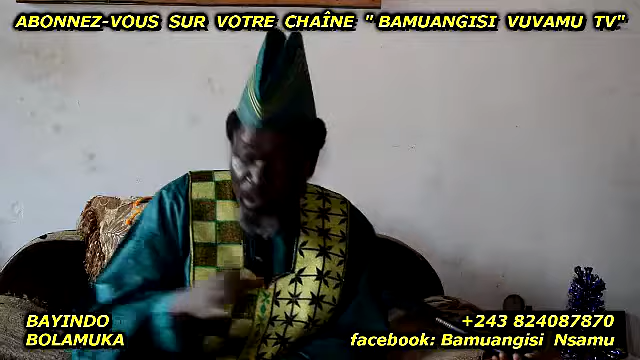 ABONNEZ-VOUS SUR VOTRE CHAÎNE " BAMUANGISI VUVAMU TV"
BAYINDO
BOLAMUKA
+243 824087870
facebook: Bamuangisi Nsamu